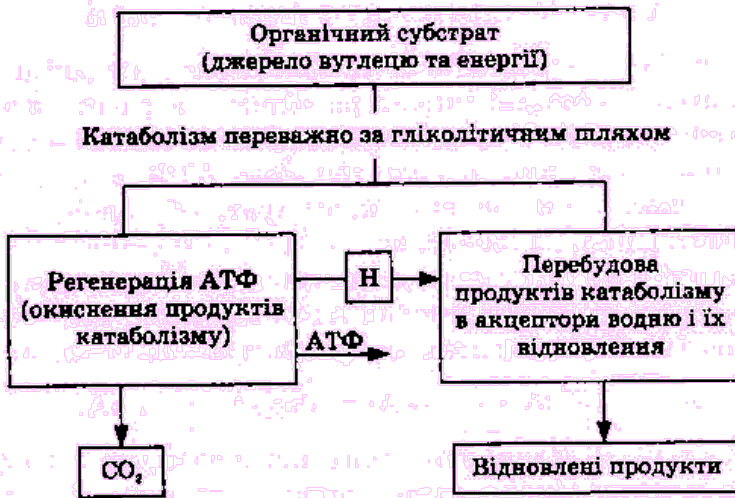 Органічний субстрат
(джерело вуглецю та енергії)
Катаболізм переважно за гліколітичним шляхом
Регенерація АТФ
(окиснення продуктів
катаболізму)
Н
АТФ
Перебудова
продуктів катаболізму
в акцептори водню і їх
відновлення
CO₂
Відновлені продукти